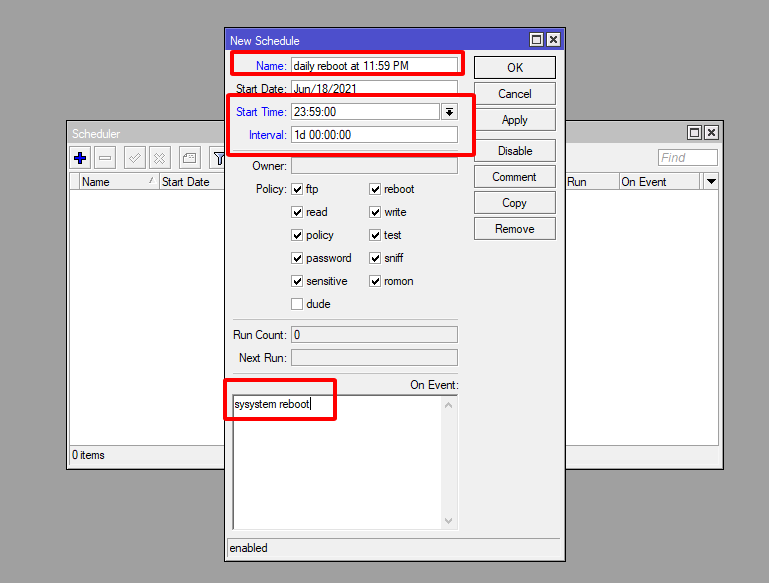 New Schedule
Name: daily reboot at 11:59 PM
OK
Start Date: Jun/18/2021
Cancel
Start Time: 23:59:00
Apply
Interval: 1d 00:00:00
Scheduler
Disable
Find
Owner:
Comment
Name
Start Date
Run
On Event
Policy: ftp reboot
Copy
read write
Remove
policy test
password sniff
sensitive romon
dude
Run Count: 0
Next Run:
On Event:
sysystem reboot
0 items
enabled